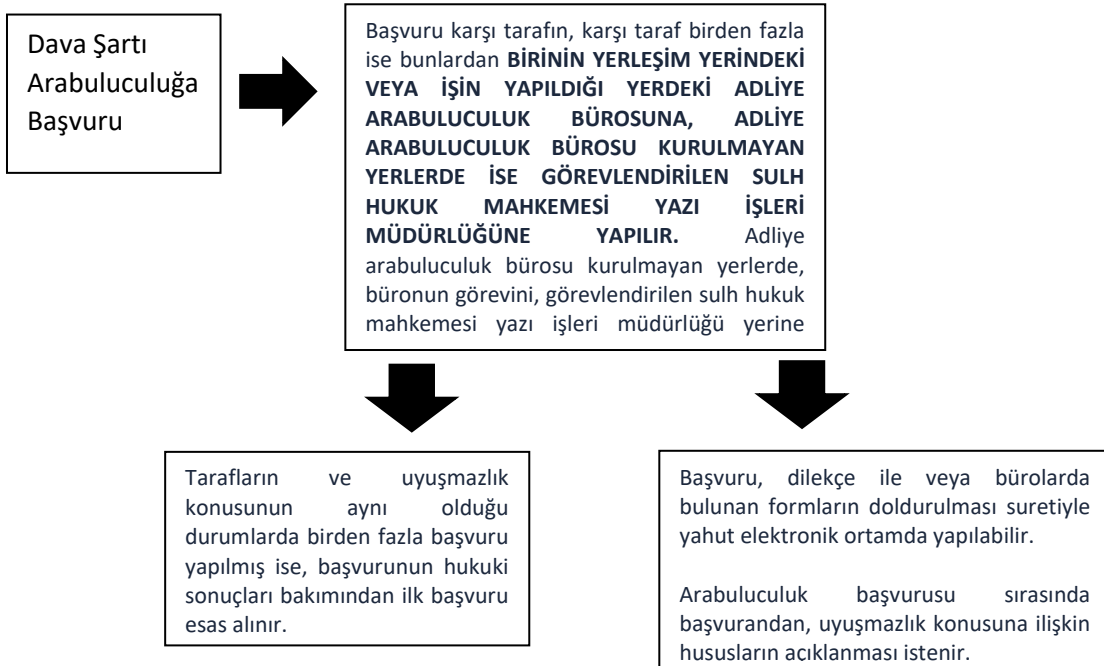 Dava Şartı
Arabuluculuğa
Başvuru
Başvuru karşı tarafın, karşı taraf birden fazla
ise bunlardan BİRİNİN YERLEŞİM YERİNDEKİ
VEYA İŞİN YAPILDIĞI YERDEKİ ADLİYE
ARABULUCULUK BÜROSUNA, ADLİYE
ARABULUCULUK BÜROSU KURULMAYAN
YERLERDE İSE GÖREVLENDİRİLEN SULH
HUKUK MAHKEMESİ YAZI İŞLERİ
MÜDÜRLÜĞÜNE YAPILIR. Adliye
arabuluculuk bürosu kurulmayan yerlerde,
büronun görevini, görevlendirilen sulh hukuk
mahkemesi yazı işleri müdürlüğü yerine
Tarafların ve uyuşmazlık
konusunun aynı olduğu
durumlarda birden fazla başvuru
yapılmış ise, başvurunun hukuki
sonuçları bakımından ilk başvuru
esas alınır.
Başvuru, dilekçe ile veya bürolarda
bulunan formların doldurulması suretiyle
yahut elektronik ortamda yapılabilir.
Arabuluculuk başvurusu sırasında
başvurandan, uyuşmazlık konusuna ilişkin
hususların açıklanması istenir.